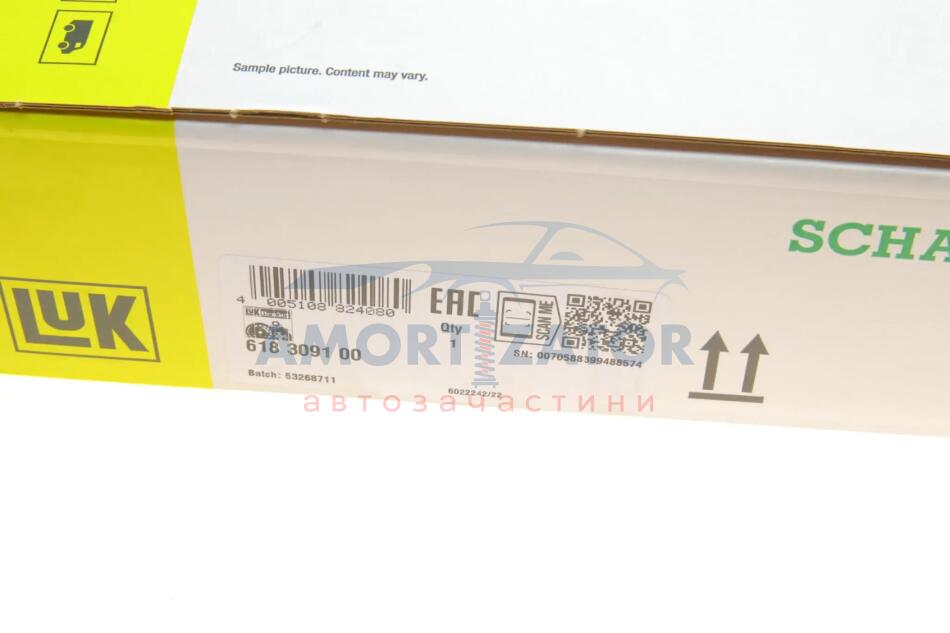 Sample picture. Content may vary.
SCHA
LUK
4 005108 824080
EAC
Qty
1
SCAN ME
618 3091 00
SN: 0070588399488574
Batch: 53268711
6022242/22
AMORTIZATOR
автозапчастини